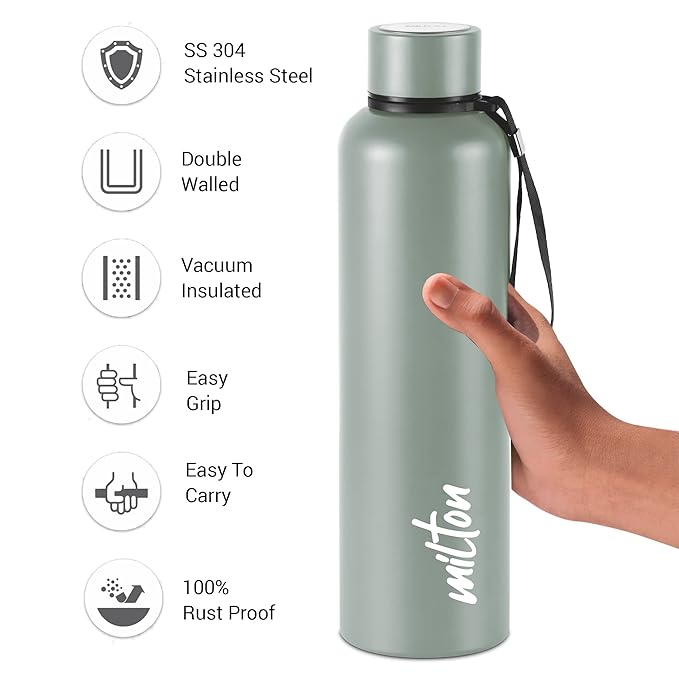 SS 304
Stainless Steel
Double
Walled
Vacuum
Insulated
Easy
Grip
Easy To
Carry
100%
Rust Proof
milton